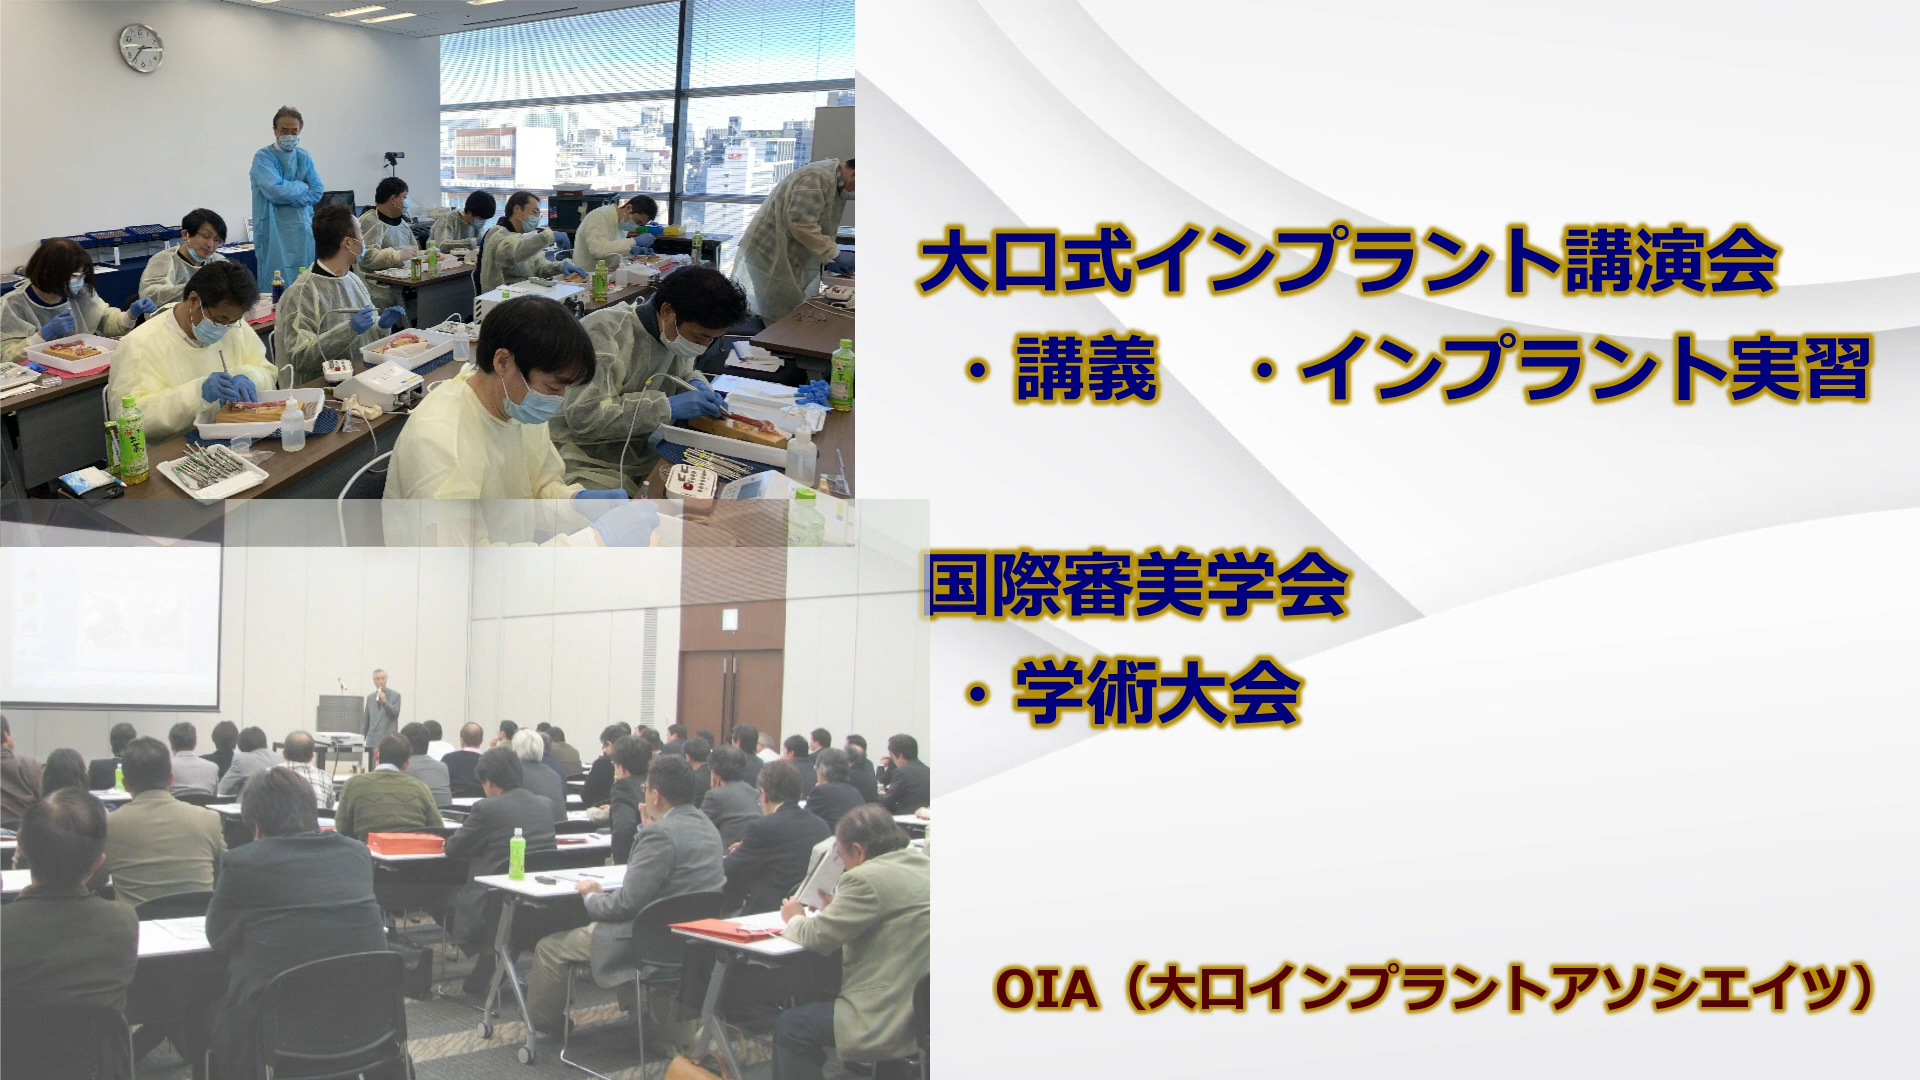 大口式インプラント講演会
・講義　・インプラント実習
国際審美学会
・学術大会
OIA（大口インプラントアソシエイツ）